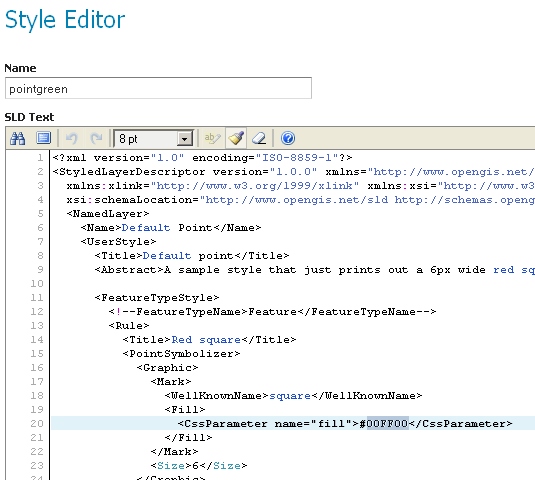 Style Editor
Name
pointgreen
SLD Text
8 pt
1 <?xml version="1.0" encoding="ISO-8859-1"?>
2 <StyledLayerDescriptor version="1.0.0" xmlns="http://www.opengis.net/
3 xmlns:xlink="http://www.w3.org/1999/xlink" xmlns:xsi="http://www.w3.
4 xsi:schemaLocation="http://www.opengis.net/sld http://schemas.openg
5 <NamedLayer>
6 <Name>Default Point</Name>
7 <UserStyle>
8 <Title>Default point</Title>
9 <Abstract>A sample style that just prints out a 6px wide red sq
10
11 <FeatureTypeStyle>
12 <!--FeatureTypeName>Feature</FeatureTypeName-->
13 <Rule>
14 <Title>Red square</Title>
15 <PointSymbolizer>
16 <Graphic>
17 <Mark>
18 <WellKnownName>square</WellKnownName>
19 <Fill>
20 <CssParameter name="fill">#00FF00</CssParameter>
21 </Fill>
22 </Mark>
23 <Size>6</Size>
24 </Graphic>